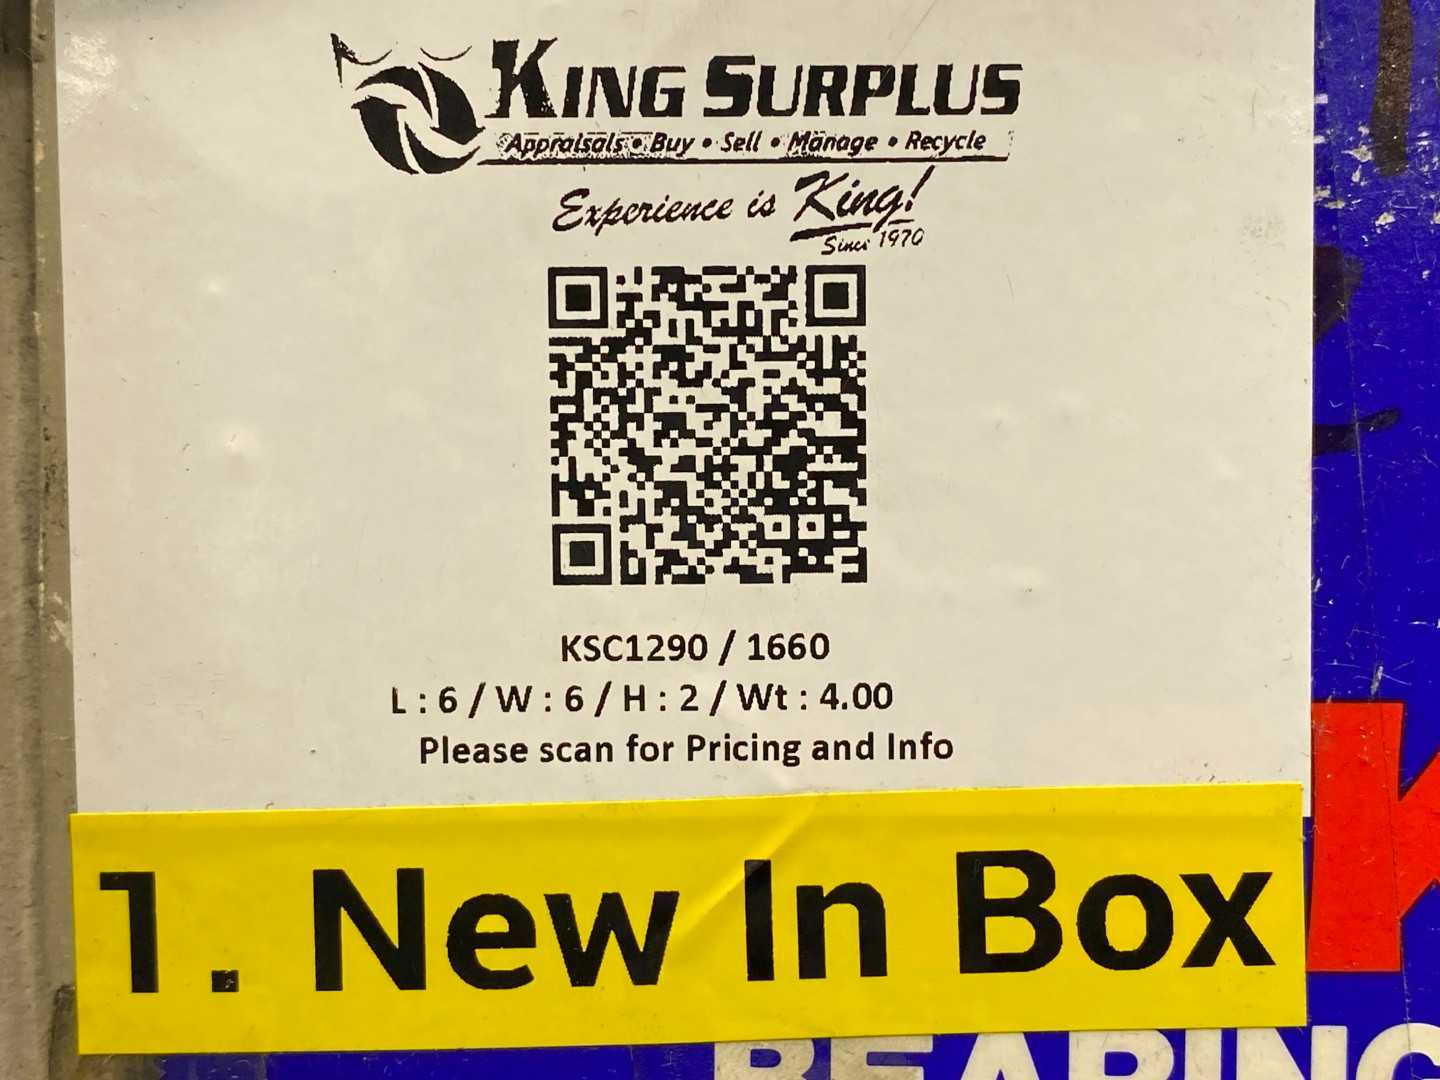 KING SURPLUS
Appraisals • Buy • Sell • Manage • Recycle
Experience is King!
Since 1970
KSC1290 / 1660
L : 6 / W : 6 / H : 2 / Wt : 4.00
Please scan for Pricing and Info
1. New In Box
K
BEARING